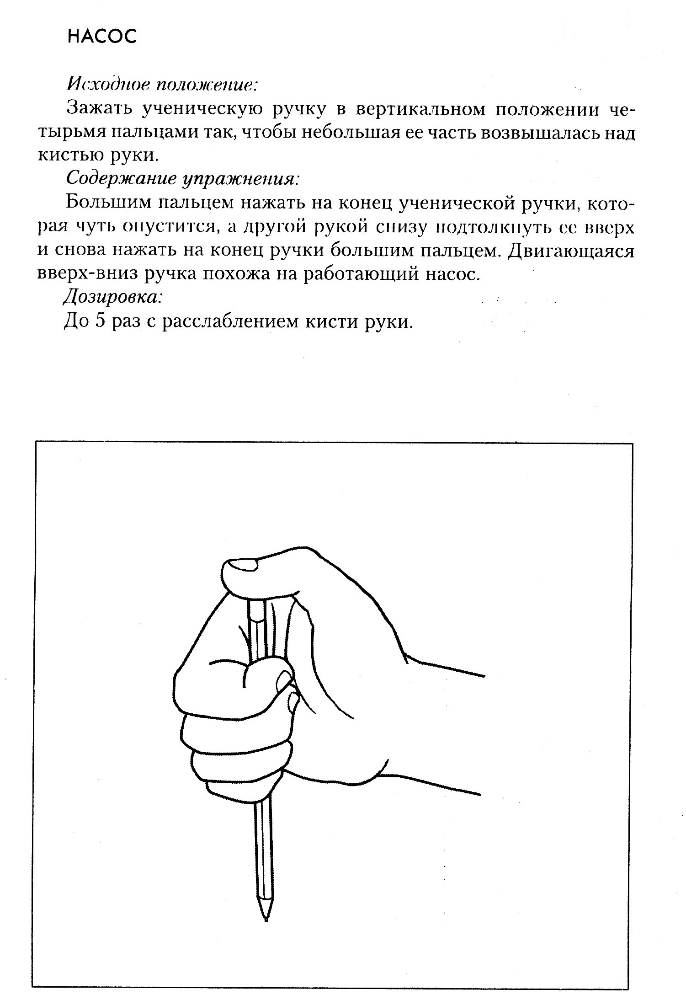 НАСОС
Исходное положение:
Зажать ученическую ручку в вертикальном положении че-
тырьмя пальцами так, чтобы небольшая ее часть возвышалась над
кистью руки.
Содержание упражнения:
Большим пальцем нажать на конец ученической ручки, кото-
рая чуть опустится, а другой рукой снизу подтолкнуть ее вверх
и снова нажать на конец ручки большим пальцем. Двигающаяся
вверх-вниз ручка похожа на работающий насос.
Дозировка:
До 5 раз с расслаблением кисти руки.